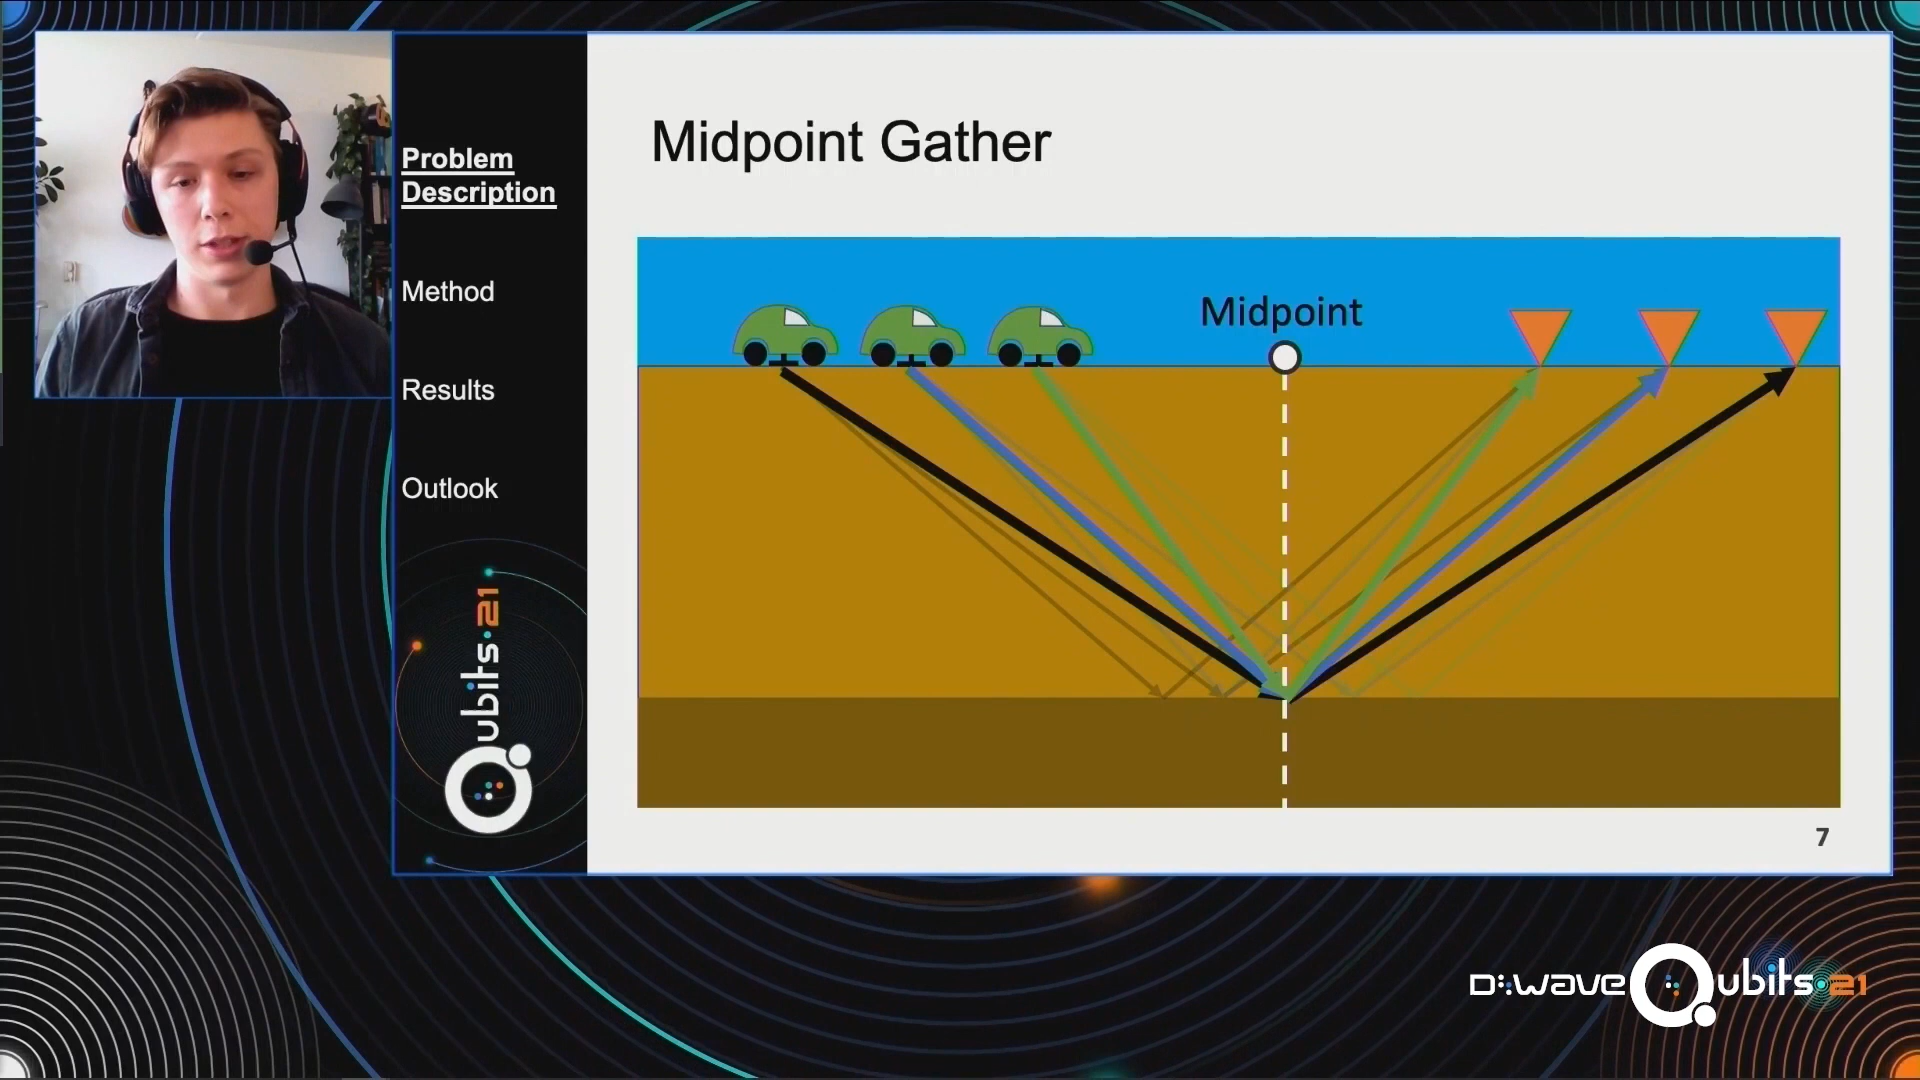 Problem
Description
Method
Results
Outlook
Qubits.21
Midpoint Gather
Midpoint
7
D:wave Qubits.21